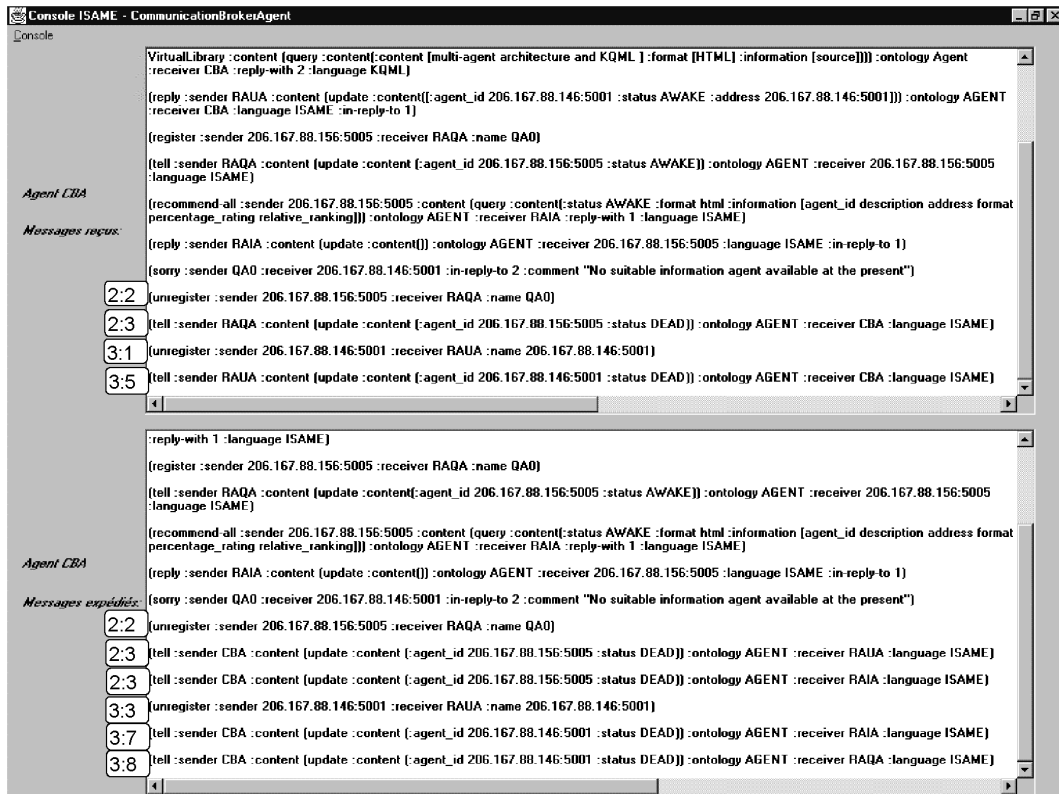 Console ISAME - CommunicationBrokerAgent
Console
VirtualLibrary :content (query :content(:content [multi-agent architecture and KQML ] :format [HTML] :information [source]))) :ontology Agent
:receiver CBA :reply-with 2 :language KQML)
(reply :sender RAUA :content (update :content([:agent_id 206.167.88.146:5001 :status AWAKE :address 206.167.88.146:5001])) :ontology AGENT
:receiver CBA :language ISAME :in-reply-to 1)
(register :sender 206.167.88.156:5005 :receiver RAQA :name QA0)
(tell :sender RAQA :content (update :content (:agent_id 206.167.88.156:5005 :status AWAKE)) :ontology AGENT :receiver 206.167.88.156:5005
:language ISAME)
Agent CBA
(recommend-all :sender 206.167.88.156:5005 :content (query :content(:status AWAKE :format html :information [agent_id description address format
percentage_rating relative_ranking])) :ontology AGENT :receiver RAIA :reply-with 1 :language ISAME)
Messages reçus:
(reply :sender RAIA :content (update :content()) :ontology AGENT :receiver 206.167.88.156:5005 :language ISAME :in-reply-to 1)
(sorry :sender QA0 :receiver 206.167.88.146:5001 :in-reply-to 2 :comment "No suitable information agent available at the present")
2:2 (unregister :sender 206.167.88.156:5005 :receiver RAQA :name QA0)
2:3 (tell :sender RAQA :content (update :content (:agent_id 206.167.88.156:5005 :status DEAD)) :ontology AGENT :receiver CBA :language ISAME)
3:1 (unregister :sender 206.167.88.146:5001 :receiver RAUA :name 206.167.88.146:5001)
3:5 (tell :sender RAUA :content (update :content (:agent_id 206.167.88.146:5001 :status DEAD)) :ontology AGENT :receiver CBA :language ISAME)
:reply-with 1 :language ISAME)
(register :sender 206.167.88.156:5005 :receiver RAQA :name QA0)
(tell :sender RAQA :content (update :content(:agent_id 206.167.88.156:5005 :status AWAKE)) :ontology AGENT :receiver 206.167.88.156:5005
:language ISAME)
(recommend-all :sender 206.167.88.156:5005 :content (query :content(:status AWAKE :format html :information [agent_id description address format
percentage_rating relative_ranking])) :ontology AGENT :receiver RAIA :reply-with 1 :language ISAME)
Agent CBA
(reply :sender RAIA :content (update :content()) :ontology AGENT :receiver 206.167.88.156:5005 :language ISAME :in-reply-to 1)
Messages expédiés:
(sorry :sender QA0 :receiver 206.167.88.146:5001 :in-reply-to 2 :comment "No suitable information agent available at the present")
2:2 (unregister :sender 206.167.88.156:5005 :receiver RAQA :name QA0)
2:3 (tell :sender CBA :content (update :content (:agent_id 206.167.88.156:5005 :status DEAD)) :ontology AGENT :receiver RAUA :language ISAME)
2:3 (tell :sender CBA :content (update :content (:agent_id 206.167.88.156:5005 :status DEAD)) :ontology AGENT :receiver RAIA :language ISAME)
3:3 (unregister :sender 206.167.88.146:5001 :receiver RAUA :name 206.167.88.146:5001)
3:7 (tell :sender CBA :content (update :content (:agent_id 206.167.88.146:5001 :status DEAD)) :ontology AGENT :receiver RAIA :language ISAME)
3:8 (tell :sender CBA :content (update :content (:agent_id 206.167.88.146:5001 :status DEAD)) :ontology AGENT :receiver RAQA :language ISAME)